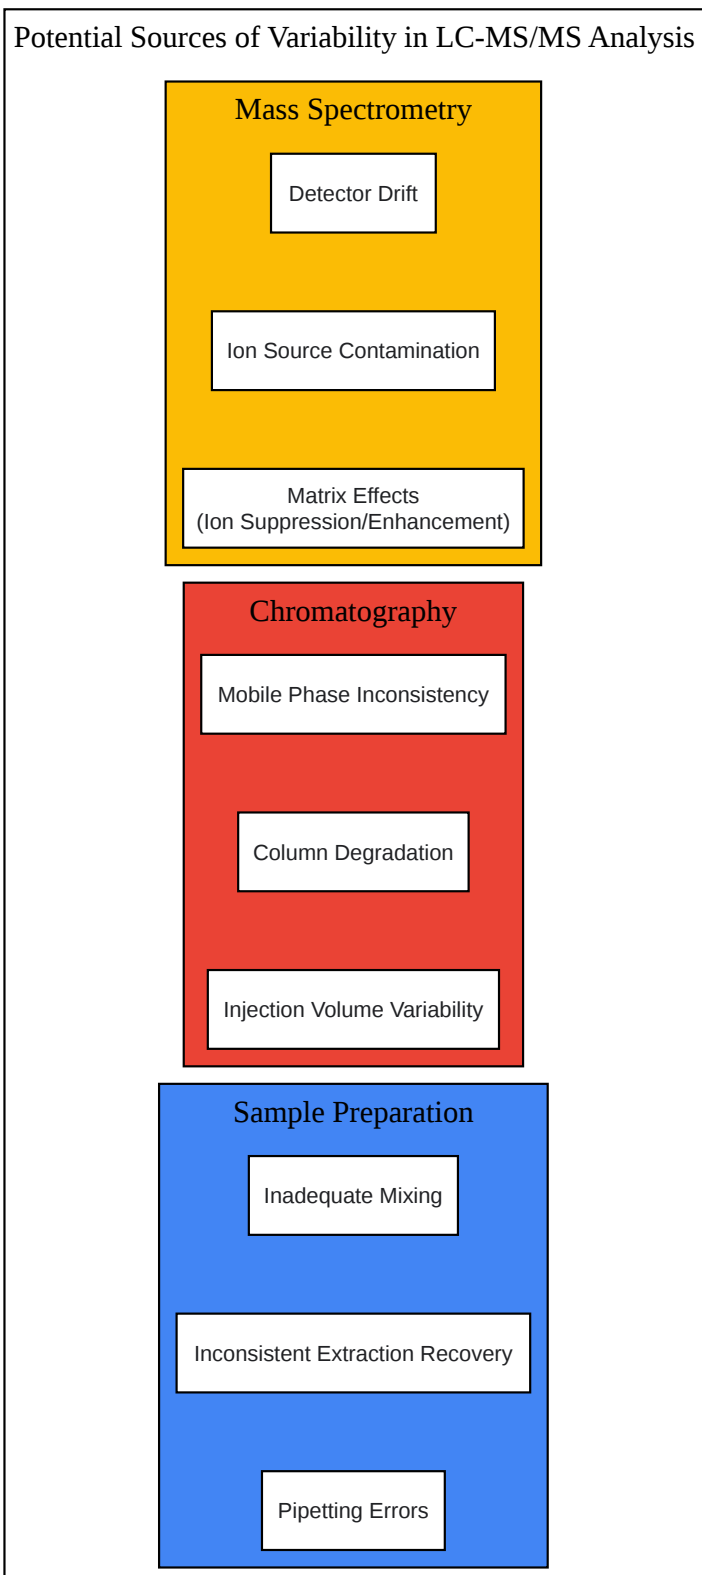 Potential Sources of Variability in LC-MS/MS Analysis
Mass Spectrometry
Detector Drift
Ion Source Contamination
Matrix Effects
(Ion Suppression/Enhancement)
Chromatography
Mobile Phase Inconsistency
Column Degradation
Injection Volume Variability
Sample Preparation
Inadequate Mixing
Inconsistent Extraction Recovery
Pipetting Errors